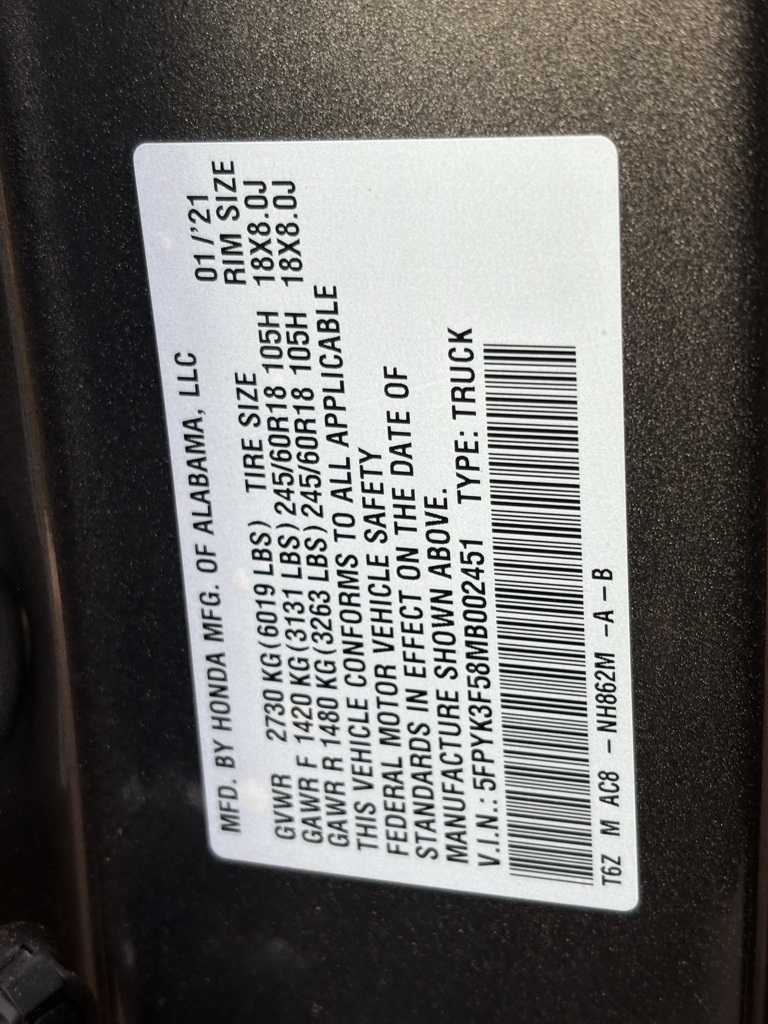 MFD. BY HONDA MFG. OF ALABAMA, LLC 01/'21
GVWR 2730 KG(6019 LBS) TIRE SIZE RIM SIZE
GAWR F 1420 KG(3131 LBS) 245/60R18 105H 18X8.0J
GAWR R 1480 KG(3263 LBS) 245/60R18 105H 18X8.0J
THIS VEHICLE CONFORMS TO ALL APPLICABLE
FEDERAL MOTOR VEHICLE SAFETY
STANDARDS IN EFFECT ON THE DATE OF
MANUFACTURE SHOWN ABOVE.
V.I.N.: 5FPYK3F58MB002451 TYPE: TRUCK
T6Z M AC8 - NH862M -A-B